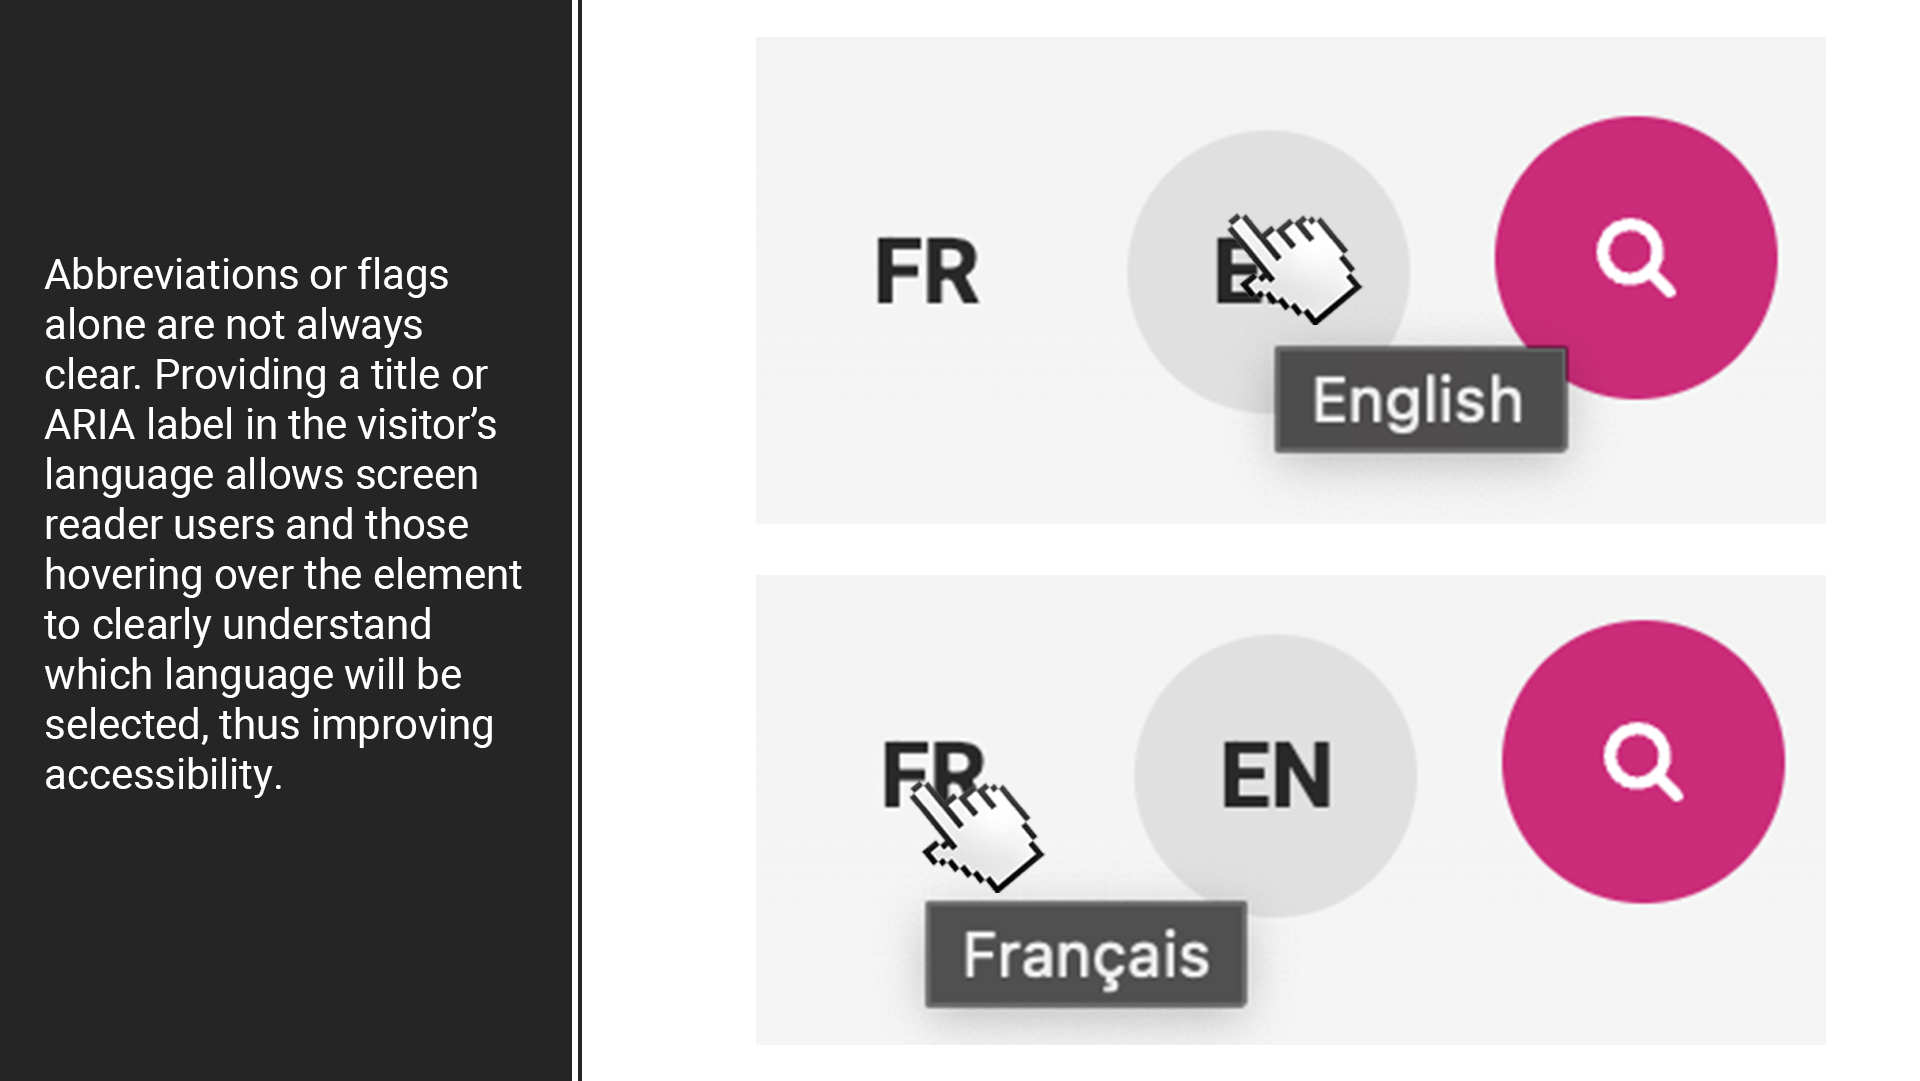 Abbreviations or flags
alone are not always
clear. Providing a title or
ARIA label in the visitor’s
language allows screen
reader users and those
hovering over the element
to clearly understand
which language will be
selected, thus improving
accessibility.
FR
English
FR EN
Français